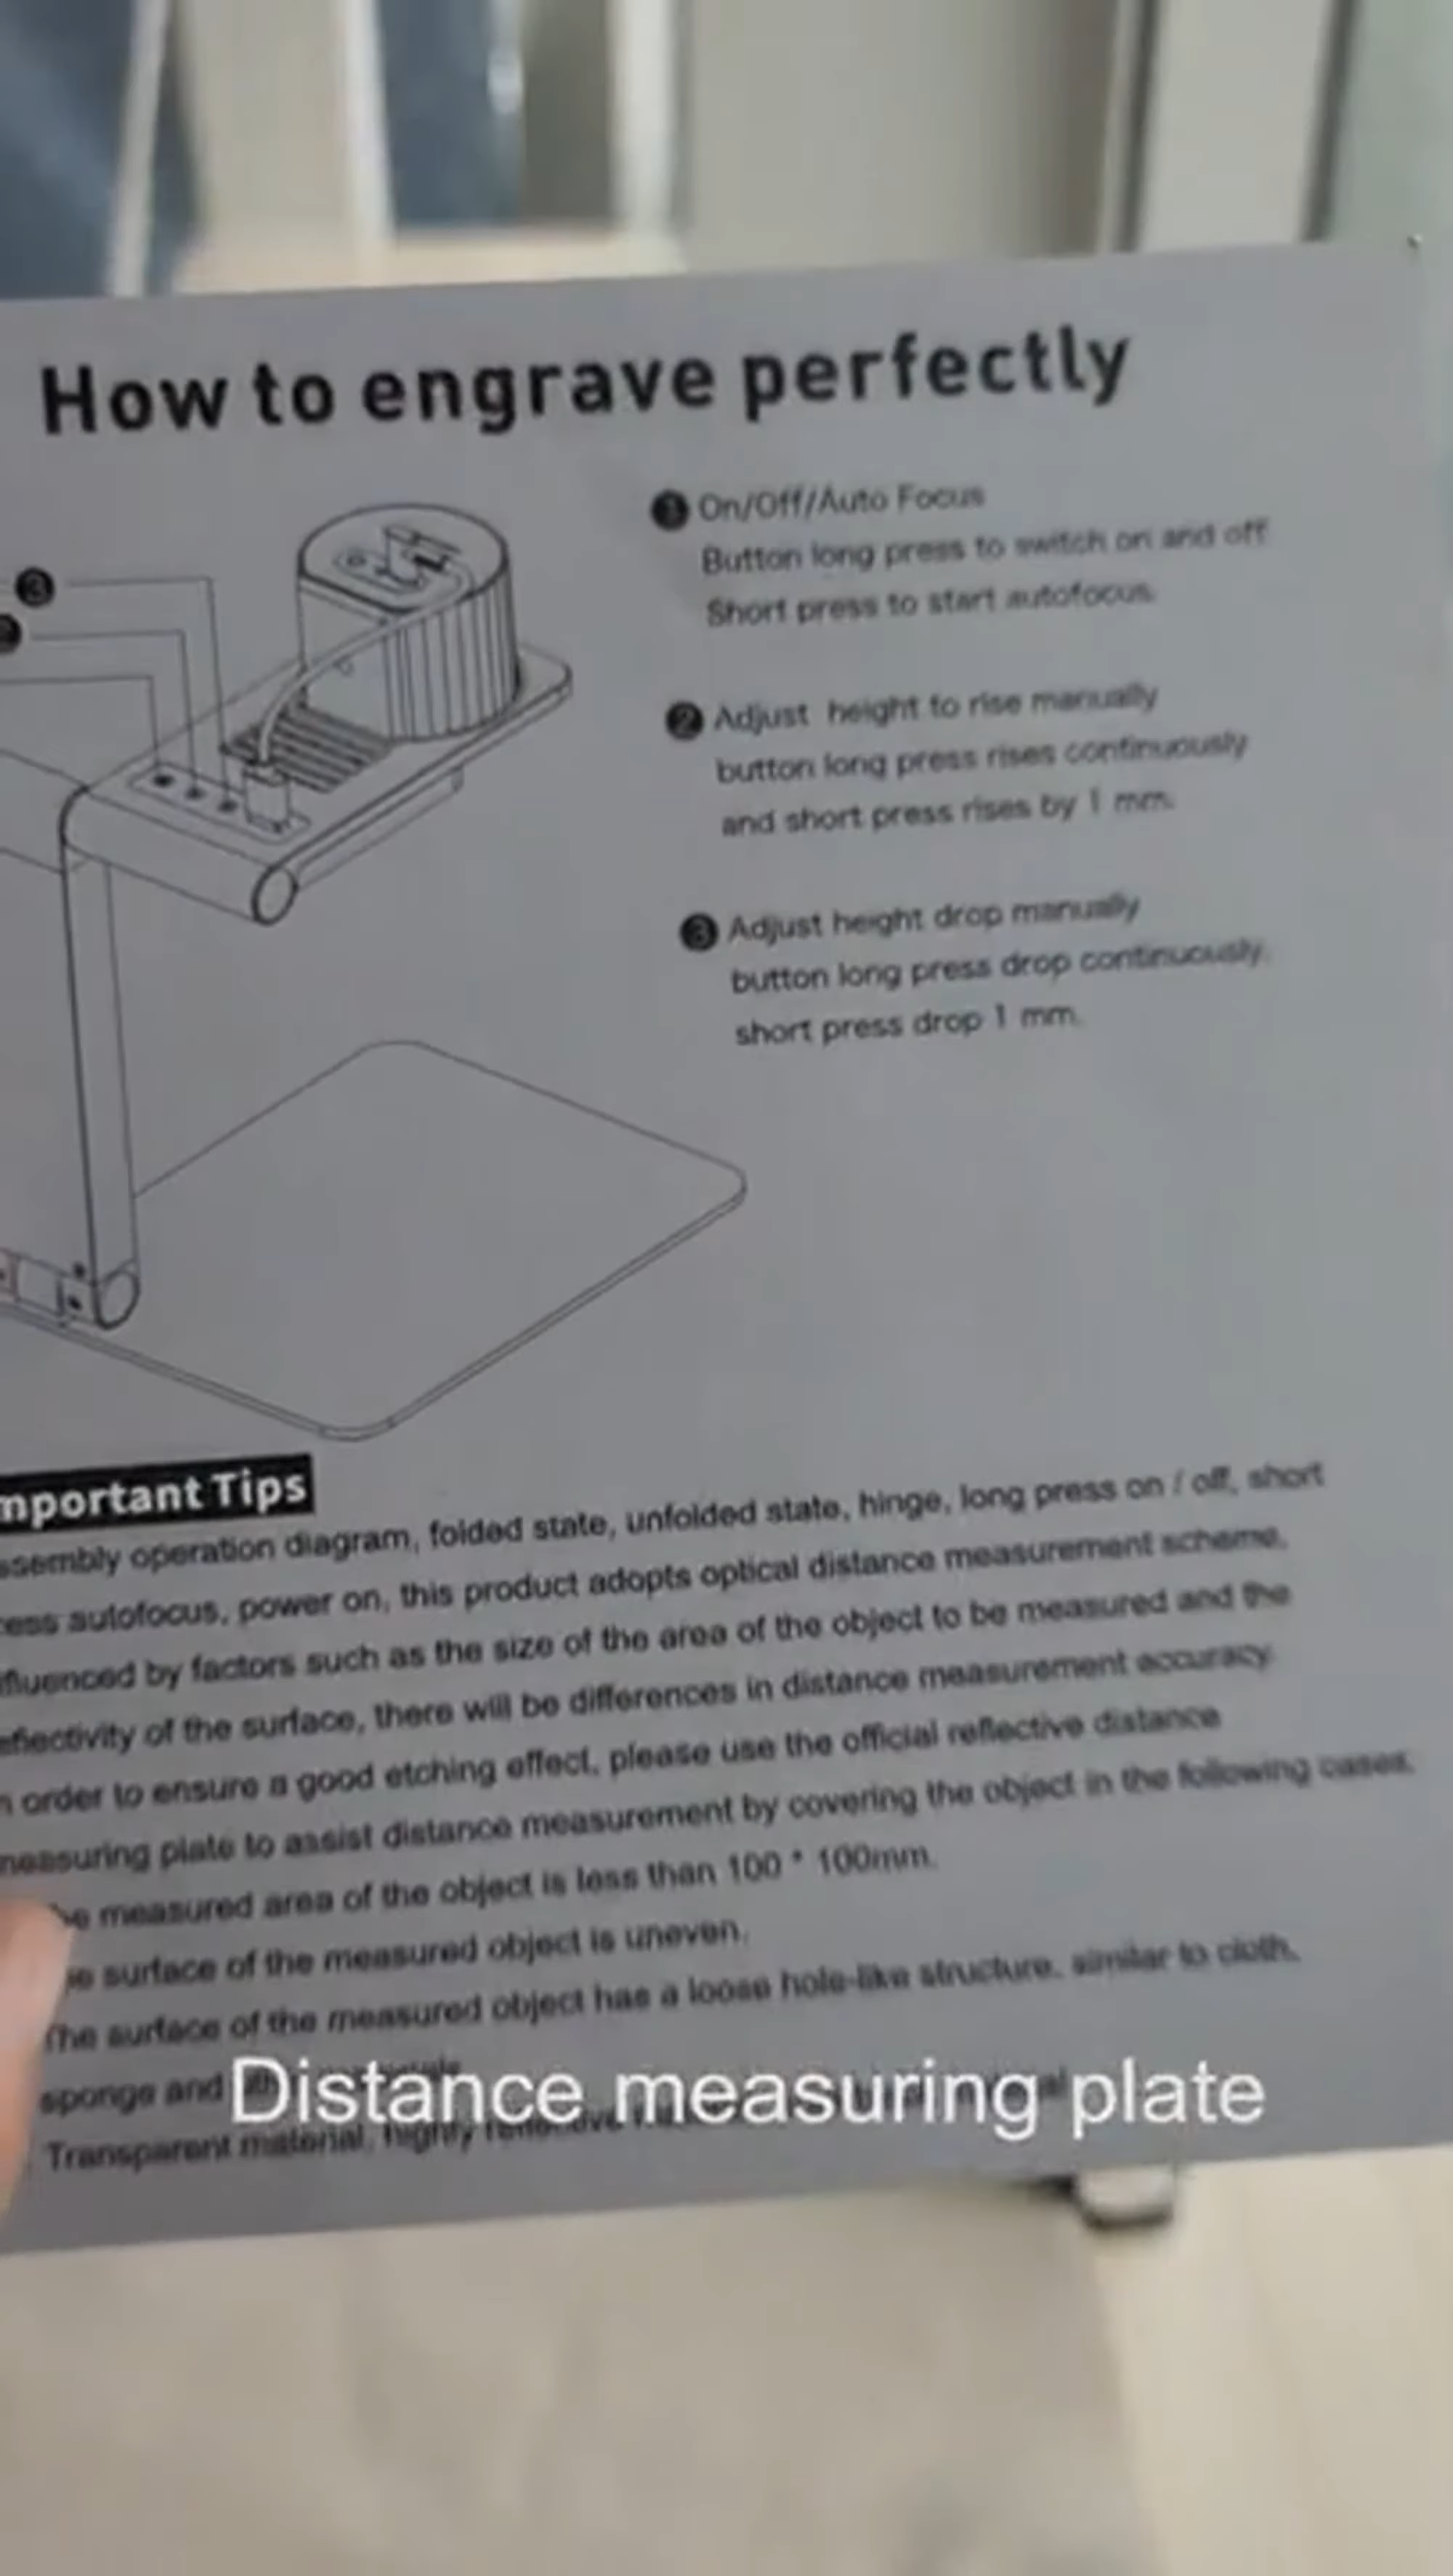 How to engrave perfectly
3
1 On/Off/Auto Focus
Button long press to switch on and off
Short press to start autofocus.
2 Adjust height to rise manually
button long press rises continuously
and short press rises by 1 mm.
3 Adjust height drop manually
button long press drop continuously.
short press drop 1 mm.
mportant Tips
ssembly operation diagram, folded state, unfolded state, hinge, long press on / off, short
ress autofocus, power on, this product adopts optical distance measurement scheme,
fluenced by factors such as the size of the area of the object to be measured and the
eflectivity of the surface, there will be differences in distance measurement accuracy.
n order to ensure a good etching effect, please use the official reflective distance
measuring plate to assist distance measurement by covering the object in the following cases.
he measured area of the object is less than 100 * 100mm.
e surface of the measured object is uneven.
The surface of the measured object has a loose hole-like structure, similar to cloth,
sponge and
Transparent material, highly reflective
Distance measuring plate